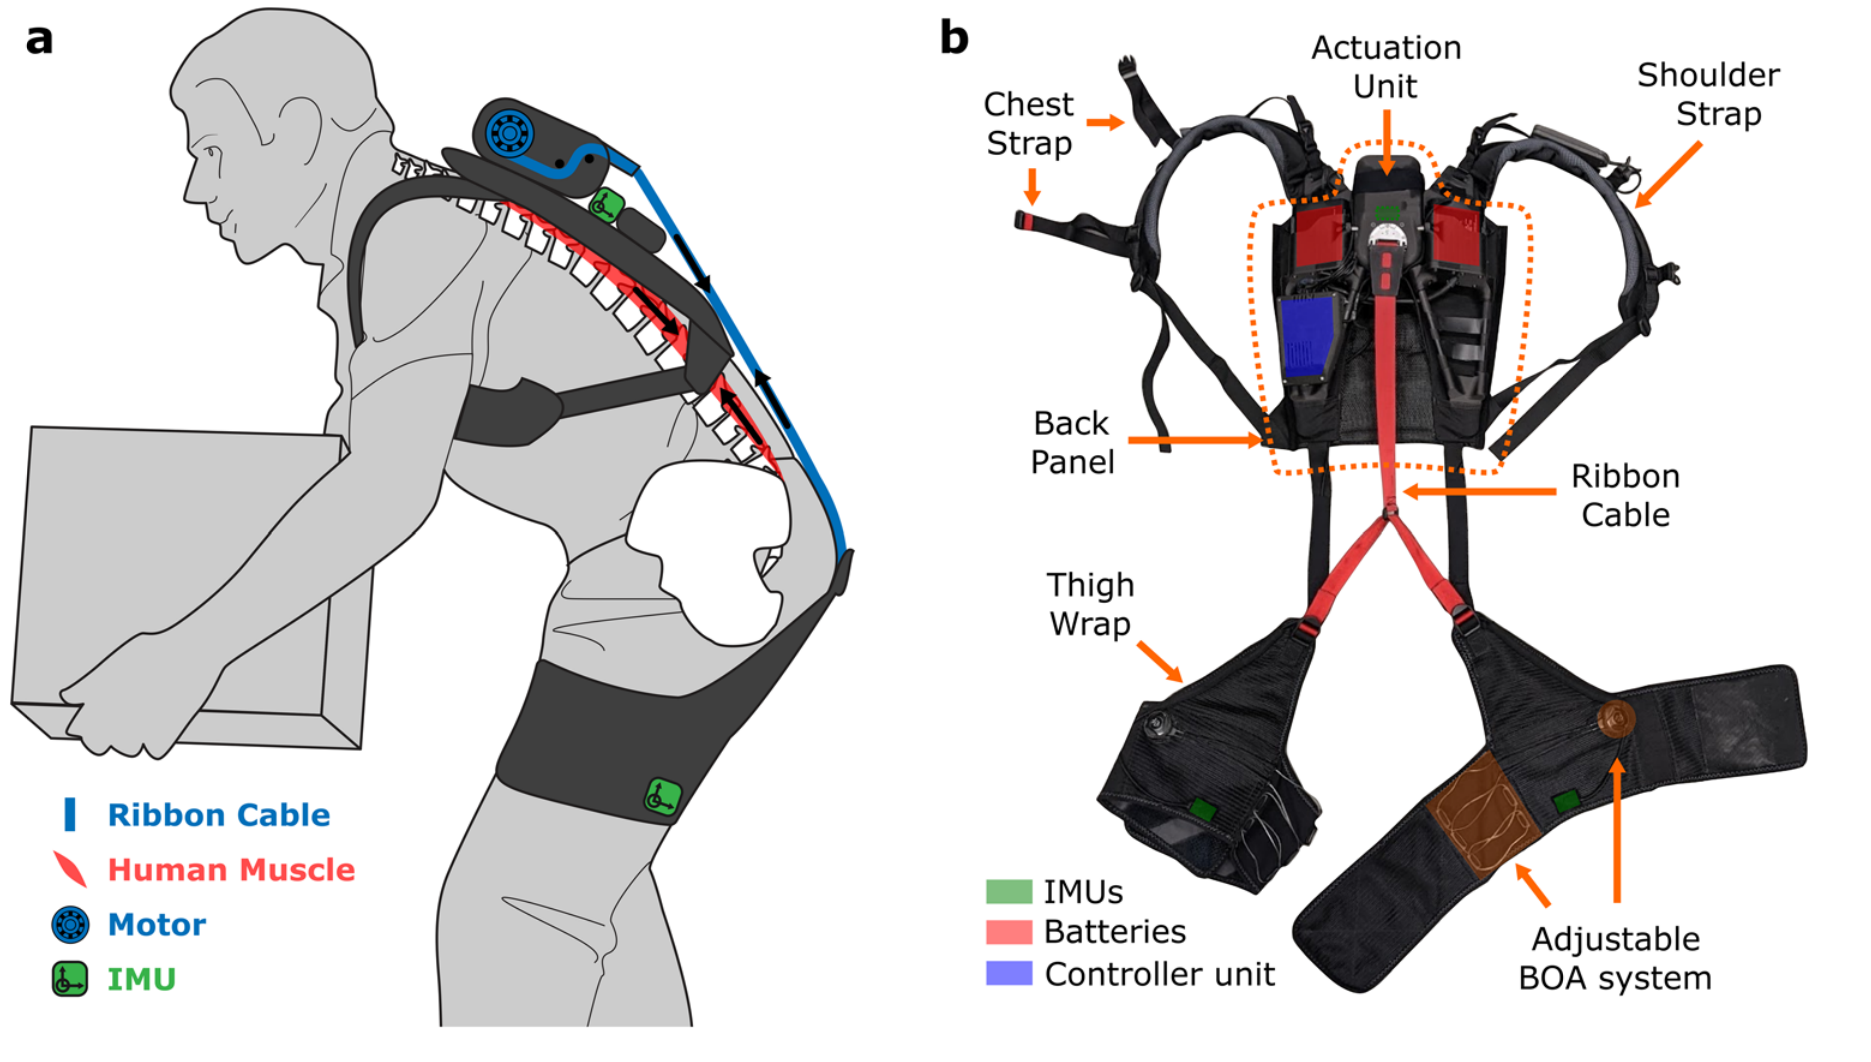 a
Ribbon Cable
Human Muscle
Motor
IMU
b
Actuation
Unit
Chest
Strap
Shoulder
Strap
Back
Panel
Ribbon
Cable
Thigh
Wrap
IMUs
Batteries
Controller unit
Adjustable
BOA system